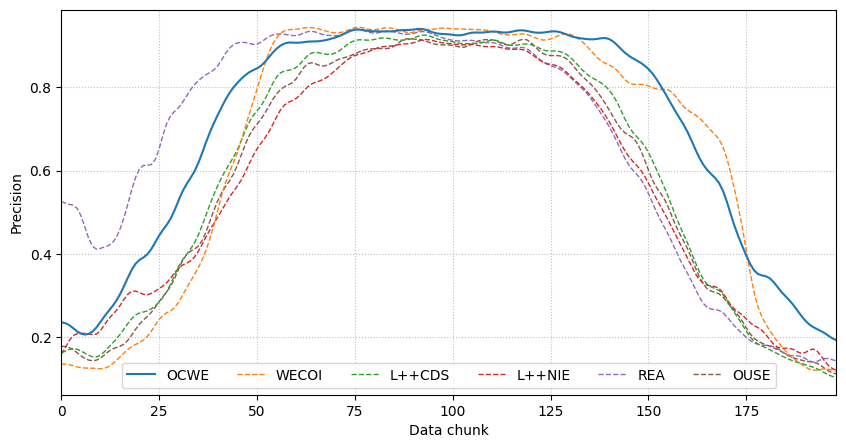 Precision
0.8
0.6
0.4
0.2
OCWE WECOI L++CDS L++NIE REA OUSE
0 25 50 75 100 125 150 175
Data chunk